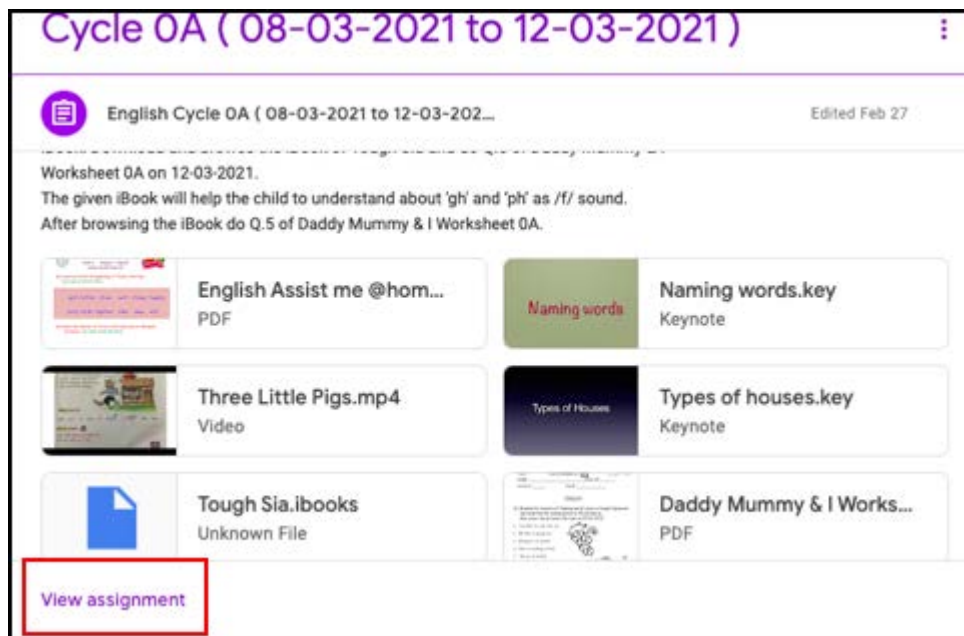 Cycle 0A ( 08-03-2021 to 12-03-2021 )
English Cycle 0A ( 08-03-2021 to 12-03-202...
Edited Feb 27
Worksheet 0A on 12-03-2021.
The given iBook will help the child to understand about 'gh' and 'ph' as /f/ sound.
After browsing the iBook do Q.5 of Daddy Mummy & I Worksheet 0A.
English Assist me @hom...
PDF
Naming words
Naming words.key
Keynote
Three Little Pigs.mp4
Video
Types of Houses
Types of houses.key
Keynote
Tough Sia.ibooks
Unknown File
Daddy Mummy & I Works...
PDF
View assignment